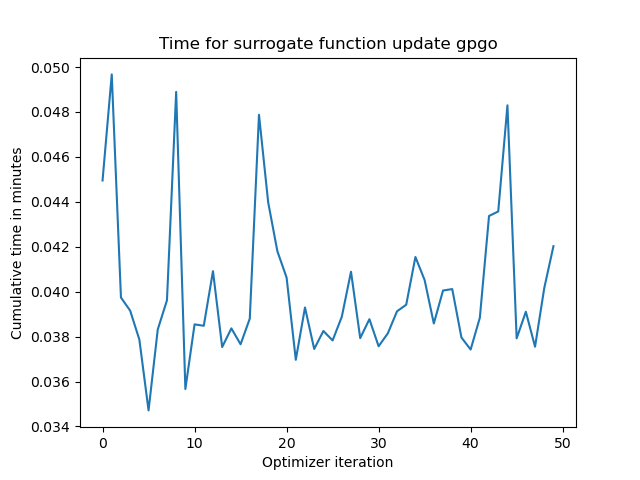 Time for surrogate function update gpgo
0.050
0.048
0.046
0.044
0.042
0.040
0.038
0.036
0.034
Cumulative time in minutes
0 10 20 30 40 50
Optimizer iteration